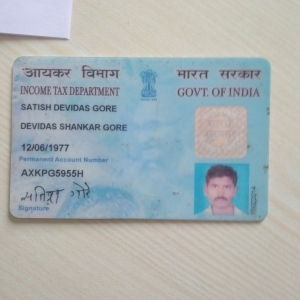 आयकर विभाग
भारत सरकार
INCOME TAX DEPARTMENT
GOVT. OF INDIA
SATISH DEVIDAS GORE
DEVIDAS SHANKAR GORE
12/06/1977
Permanent Account Number
AXKPG5955H
सतिश गोरे
Signature